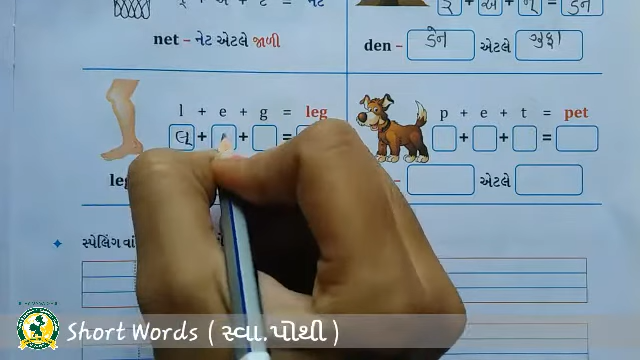 net – નેટ એટલે જાળી
den – ડેન એટલે ગુફા
l + e + g = leg
લ્ + + =
p + e + t = pet
+ + =
એટલે
સ્પેલિંગ
Short Words ( સ્વા.પોથી )